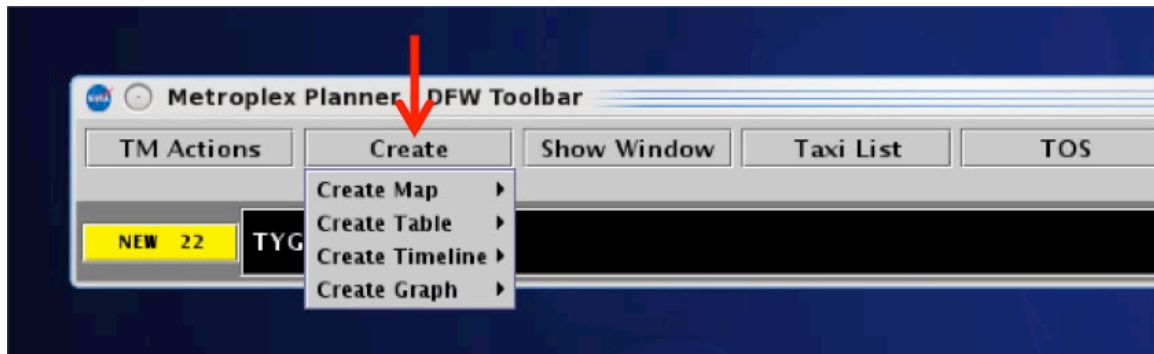 Metroplex Planner DFW Toolbar
TM Actions Create Show Window Taxi List TOS
Create Map
Create Table
NEW 22 TYG
Create Timeline
Create Graph